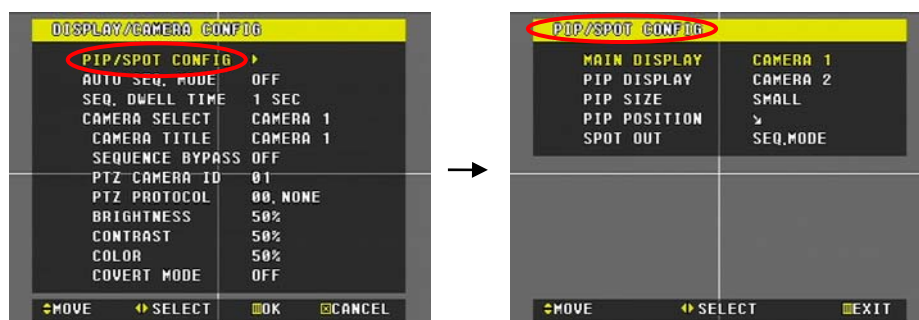 DISPLAY/CAMERA CONFIG
PIP/SPOT CONFIG
AUTO SEQ. MODE OFF
SEQ. DWELL TIME 1 SEC
CAMERA SELECT CAMERA 1
CAMERA TITLE CAMERA 1
SEQUENCE BYPASS OFF
PTZ CAMERA ID 01
PTZ PROTOCOL 00. NONE
BRIGHTNESS 50%
CONTRAST 50%
COLOR 50%
COVERT MODE OFF
MOVE SELECT OK CANCEL
PIP/SPOT CONFIG
MAIN DISPLAY CAMERA 1
PIP DISPLAY CAMERA 2
PIP SIZE SMALL
PIP POSITION ↘
SPOT OUT SEQ.MODE
MOVE SELECT EXIT